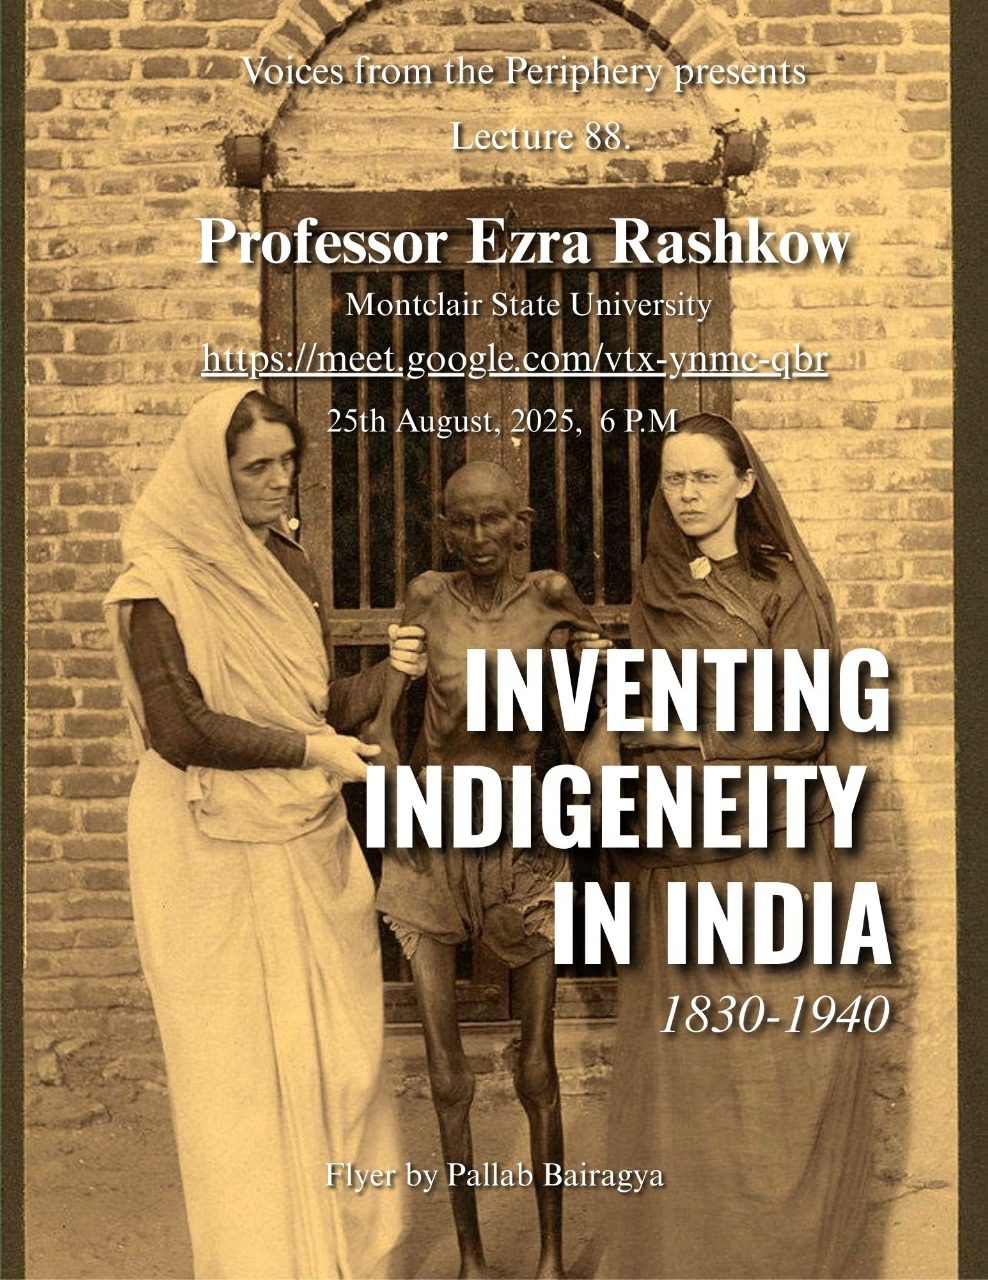 Voices from the Periphery presents
Lecture 88.
Professor Ezra Rashkow
Montclair State University
https://meet.google.com/vtx-ynmc-qbr
25th August, 2025, 6 P.M
INVENTING
INDIGENEITY
IN INDIA
1830-1940
Flyer by Pallab Bairagya